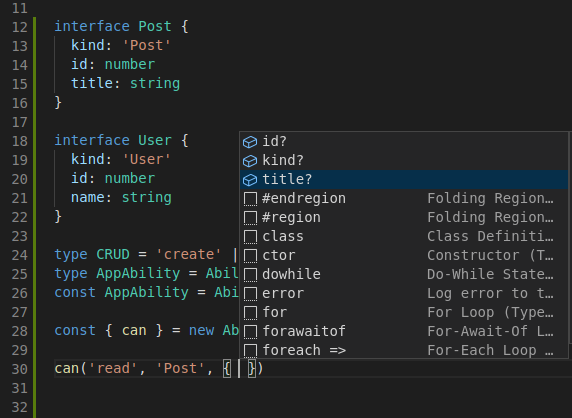 11
12 interface Post {
13 kind: 'Post'
14 id: number
15 title: string
16 }
17
18 interface User {
19 kind: 'User'
20 id: number
21 name: string
22 }
23
24 type CRUD = 'create' |
25 type AppAbility = Abil
26 const AppAbility = Abi
27
28 const { can } = new Ab
29
30 can('read', 'Post', { })
31
32
id?
kind?
title?
#endregion Folding Region…
#region Folding Region…
class Class Definiti…
ctor Constructor (T…
dowhile Do-While State…
error Log error to t…
for For Loop (Type…
forawaitof For-Await-Of L…
foreach => For-Each Loop …